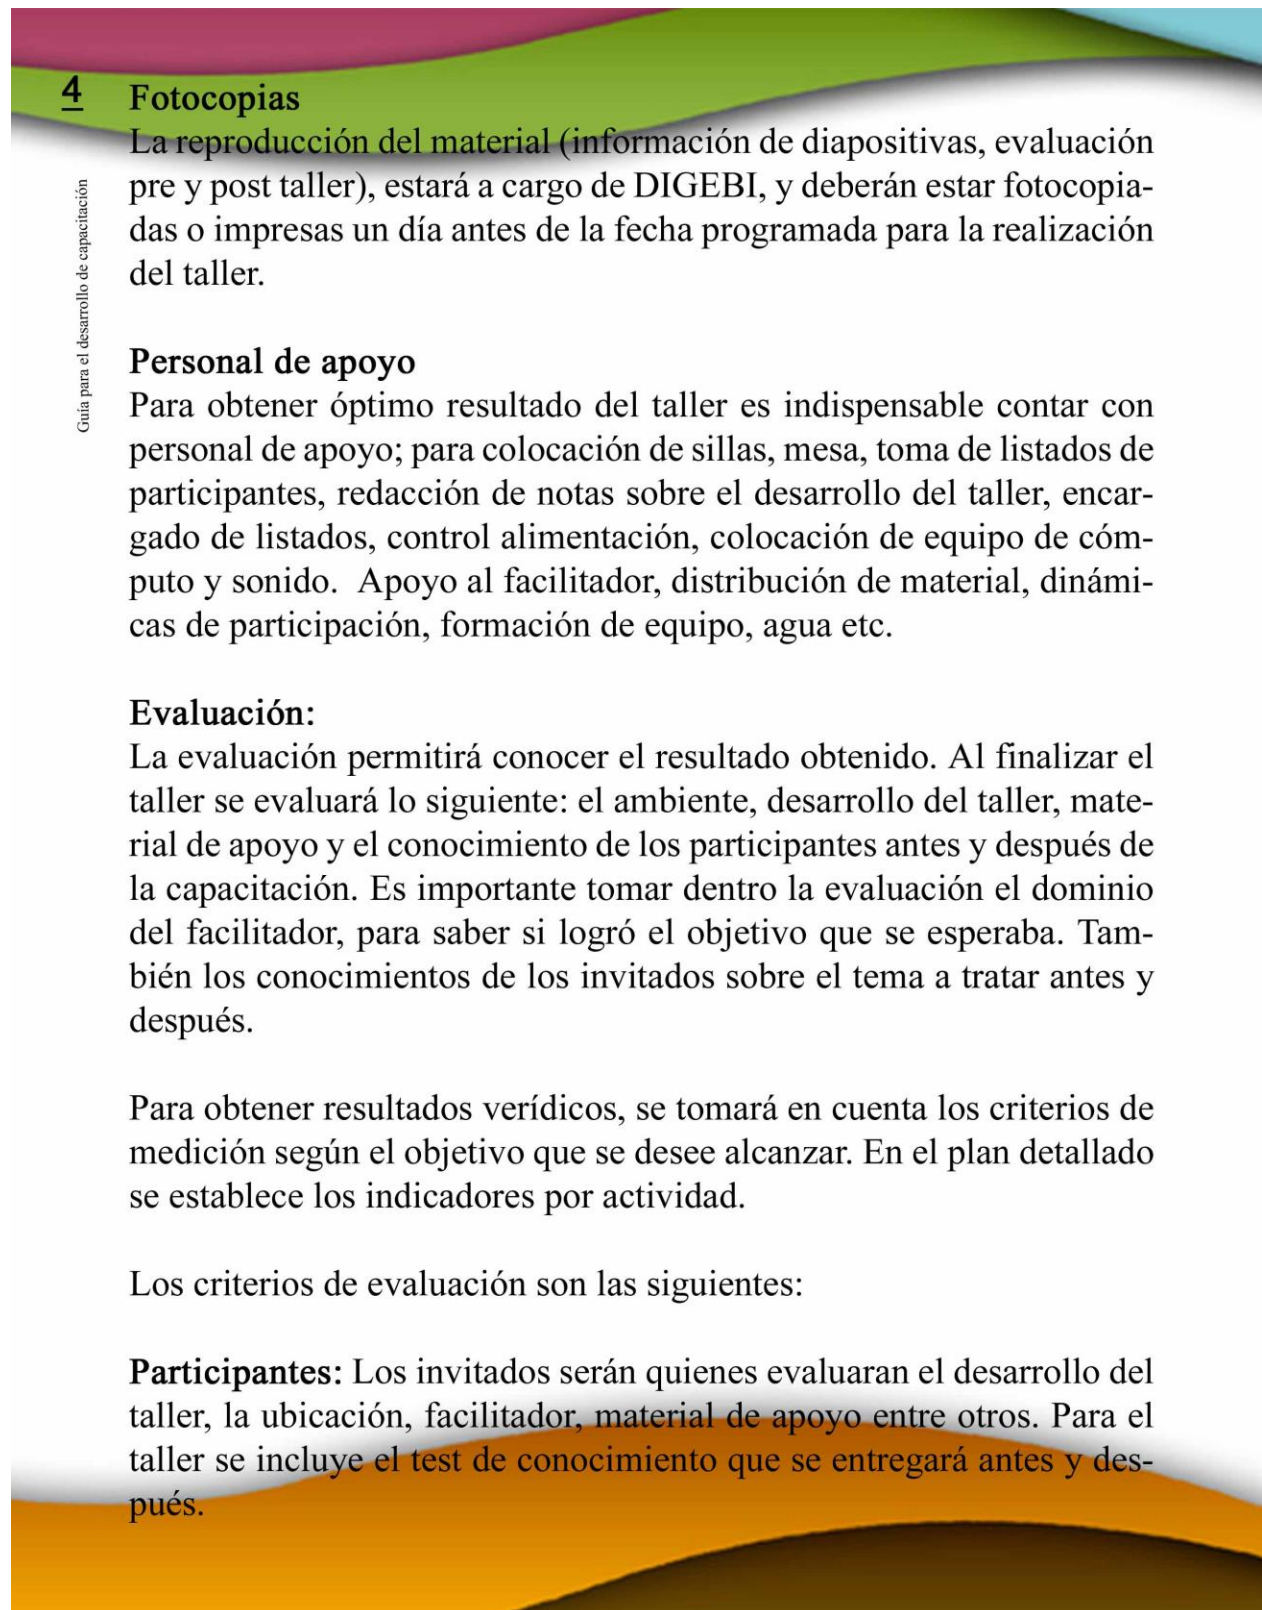 4
Guía para el desarrollo de capacitación
Fotocopias
La reproducción del material (información de diapositivas, evaluación
pre y post taller), estará a cargo de DIGEBI, y deberán estar fotocopia-
das o impresas un día antes de la fecha programada para la realización
del taller.
Personal de apoyo
Para obtener óptimo resultado del taller es indispensable contar con
personal de apoyo; para colocación de sillas, mesa, toma de listados de
participantes, redacción de notas sobre el desarrollo del taller, encar-
gado de listados, control alimentación, colocación de equipo de cóm-
puto y sonido.  Apoyo al facilitador, distribución de material, dinámi-
cas de participación, formación de equipo, agua etc.
Evaluación:
La evaluación permitirá conocer el resultado obtenido. Al finalizar el
taller se evaluará lo siguiente: el ambiente, desarrollo del taller, mate-
rial de apoyo y el conocimiento de los participantes antes y después de
la capacitación. Es importante tomar dentro la evaluación el dominio
del facilitador, para saber si logró el objetivo que se esperaba. Tam-
bién los conocimientos de los invitados sobre el tema a tratar antes y
después.
Para obtener resultados verídicos, se tomará en cuenta los criterios de
medición según el objetivo que se desee alcanzar. En el plan detallado
se establece los indicadores por actividad.
Los criterios de evaluación son las siguientes:
Participantes: Los invitados serán quienes evaluaran el desarrollo del
taller, la ubicación, facilitador, material de apoyo entre otros. Para el
taller se incluye el test de conocimiento que se entregará antes y des-
pués.